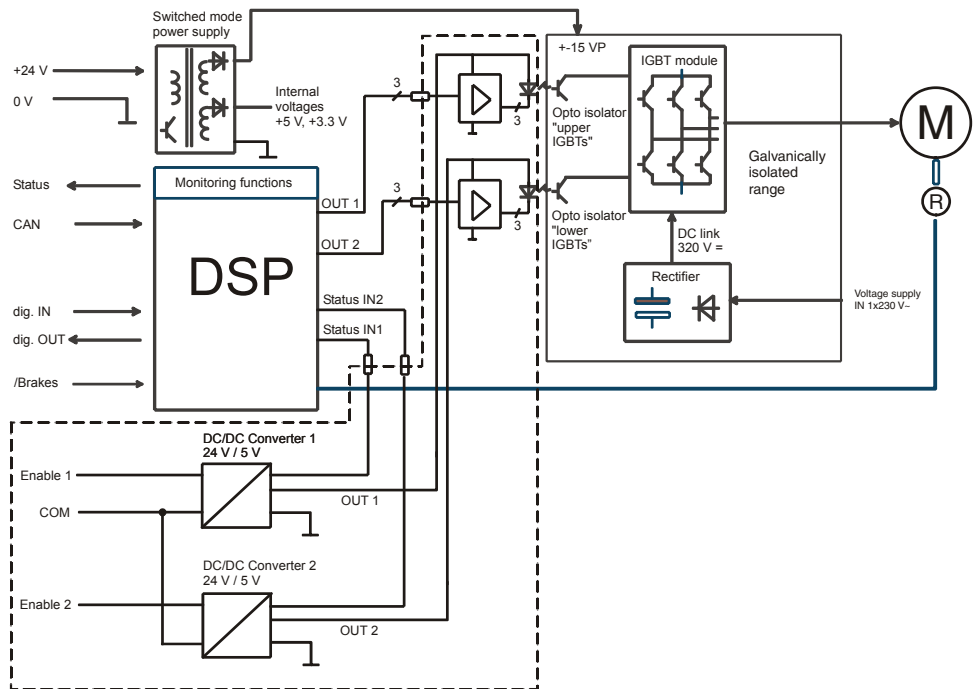 Switched mode
power supply
+24 V
0 V
Internal
voltages
+5 V, +3.3 V
+-15 VP
IGBT module
3
3
Opto isolator
"upper
IGBTs"
M
Galvanically
isolated
range
Status
CAN
dig. IN
dig. OUT
/Brakes
Monitoring functions
DSP
OUT 1
OUT 2
Status IN2
Status IN1
3
3
Opto isolator
"lower
IGBTs"
R
DC link
320 V =
Rectifier
Voltage supply
IN 1x230 V~
DC/DC Converter 1
24 V / 5 V
Enable 1
COM
OUT 1
DC/DC Converter 2
24 V / 5 V
Enable 2
OUT 2